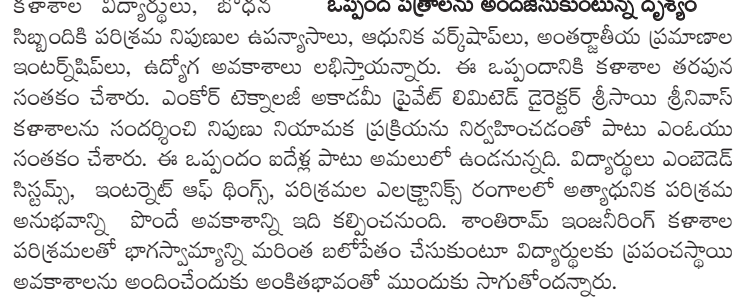 కళాశాల విద్యార్థులు, బోధన
ఒప్పంద పత్రాలను అందజేసుకుంటున్న దృశ్యం
సిబ్బందికి పరిశ్రమ నిపుణుల ఉపన్యాసాలు, ఆధునిక వర్క్‌షాప్‌లు, అంతర్జాతీయ ప్రమాణాల
ఇంటర్న్‌షిప్‌లు, ఉద్యోగ అవకాశాలు లభిస్తాయన్నారు. ఈ ఒప్పందానికి కళాశాల తరపున
సంతకం చేశారు. ఎంకోర్ టెక్నాలజీ అకాడమీ ప్రైవేట్ లిమిటెడ్ డైరెక్టర్ శ్రీసాయి శ్రీనివాస్
కళాశాలను సందర్శించి నిపుణు నియామక ప్రక్రియను నిర్వహించడంతో పాటు ఎంఓయు
సంతకం చేశారు. ఈ ఒప్పందం ఐదేళ్ల పాటు అమలులో ఉండనున్నది. విద్యార్థులు ఎంబెడెడ్
సిస్టమ్స్, ఇంటర్నెట్ ఆఫ్ థింగ్స్, పరిశ్రమల ఎలక్ట్రానిక్స్ రంగాలలో అత్యాధునిక పరిశ్రమ
అనుభవాన్ని పొందే అవకాశాన్ని ఇది కల్పించనుంది. శాంతిరామ్ ఇంజనీరింగ్ కళాశాల
పరిశ్రమలతో భాగస్వామ్యాన్ని మరింత బలోపేతం చేసుకుంటూ విద్యార్థులకు ప్రపంచస్థాయి
అవకాశాలను అందించేందుకు అంకితభావంతో ముందుకు సాగుతోందన్నారు.